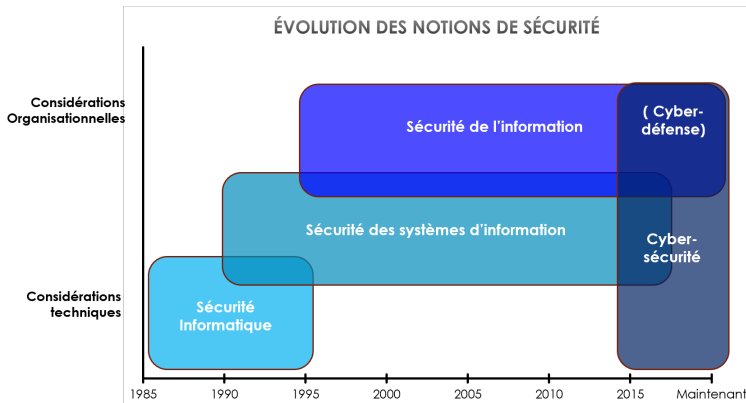 ÉVOLUTION DES NOTIONS DE SÉCURITÉ
Considérations
Organisationnelles
Sécurité de l'information
( Cyber-
défense)
Sécurité des systèmes d'information
Cyber-
sécurité
Considérations
techniques
Sécurité
Informatique
1985 1990 1995 2000 2005 2010 2015 Maintenant